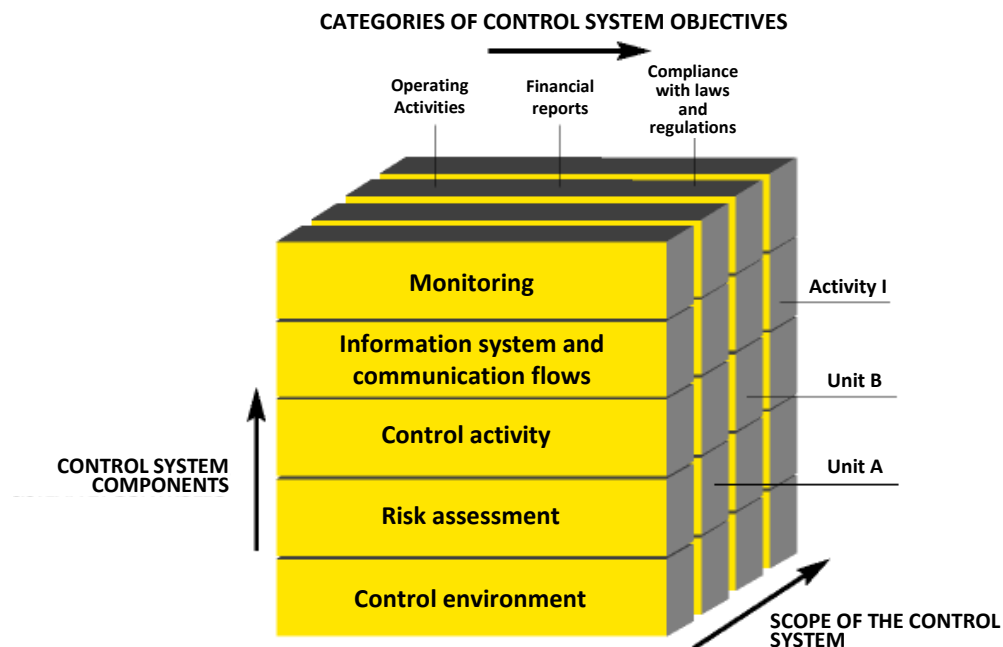 CATEGORIES OF CONTROL SYSTEM OBJECTIVES
Operating
Activities
Financial
reports
Compliance
with laws
and
regulations
Monitoring
Information system and
communication flows
Control activity
Risk assessment
Control environment
Activity I
Unit B
Unit A
CONTROL SYSTEM
COMPONENTS
SCOPE OF THE CONTROL
SYSTEM